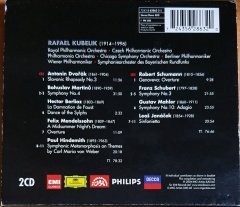 RAFAEL KUBELIK (1914-1996)
Royal Philharmonic Orchestra · Czech Philharmonic Orchestra
Philharmonia Orchestra · Chicago Symphony Orchestra · Berliner Philharmoniker
Wiener Philharmoniker · Symphonieorchester des Bayerischen Rundfunks
Antonín Dvořák (1841-1904)
Slavonic Rhapsody No. 3
Bohuslav Martinů (1890-1959)
Symphony No. 4
Hector Berlioz (1803-1869)
La Damnation de Faust
Dance of the Sylphs
Felix Mendelssohn (1809-1847)
A Midsummer Night's Dream:
Overture
Paul Hindemith (1895-1963)
Symphonic Metamorphosis on Themes
by Carl Maria von Weber
Robert Schumann (1810-1856)
Genoveva: Overture
Franz Schubert (1797-1828)
Symphony No. 3
Gustav Mahler (1860-1911)
Symphony No. 10: Adagio
Leoš Janáček (1854-1928)
Sinfonietta
2CD
EMI
PHILIPS
DECCA